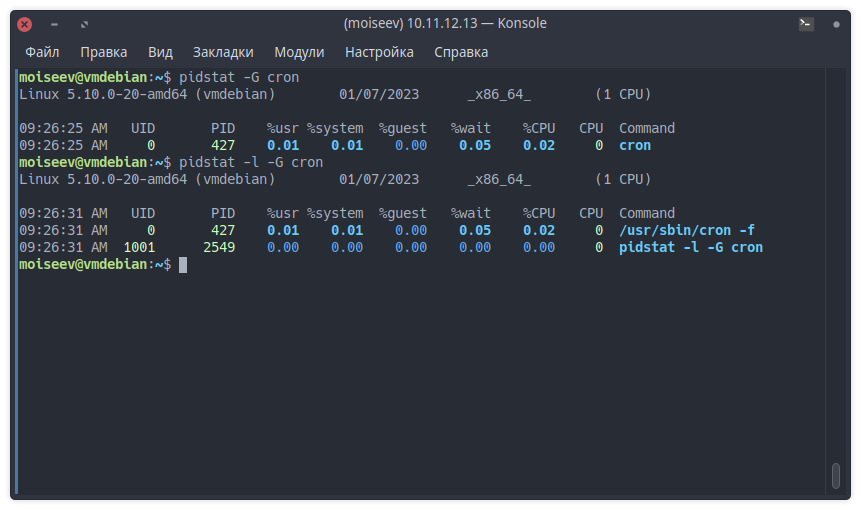 (moiseev) 10.11.12.13 — Konsole
Файл Правка Вид Закладки Модули Настройка Справка
moiseev@vmdebian:~$ pidstat -G cron
Linux 5.10.0-20-amd64 (vmdebian) 01/07/2023 _x86_64_ (1 CPU)
09:26:25 AM UID PID %usr %system %guest %wait %CPU CPU Command
09:26:25 AM 0 427 0.01 0.01 0.00 0.05 0.02 0 cron
moiseev@vmdebian:~$ pidstat -l -G cron
Linux 5.10.0-20-amd64 (vmdebian) 01/07/2023 _x86_64_ (1 CPU)
09:26:31 AM UID PID %usr %system %guest %wait %CPU CPU Command
09:26:31 AM 0 427 0.01 0.01 0.00 0.05 0.02 0 /usr/sbin/cron -f
09:26:31 AM 1001 2549 0.00 0.00 0.00 0.00 0.00 0 pidstat -l -G cron
moiseev@vmdebian:~$